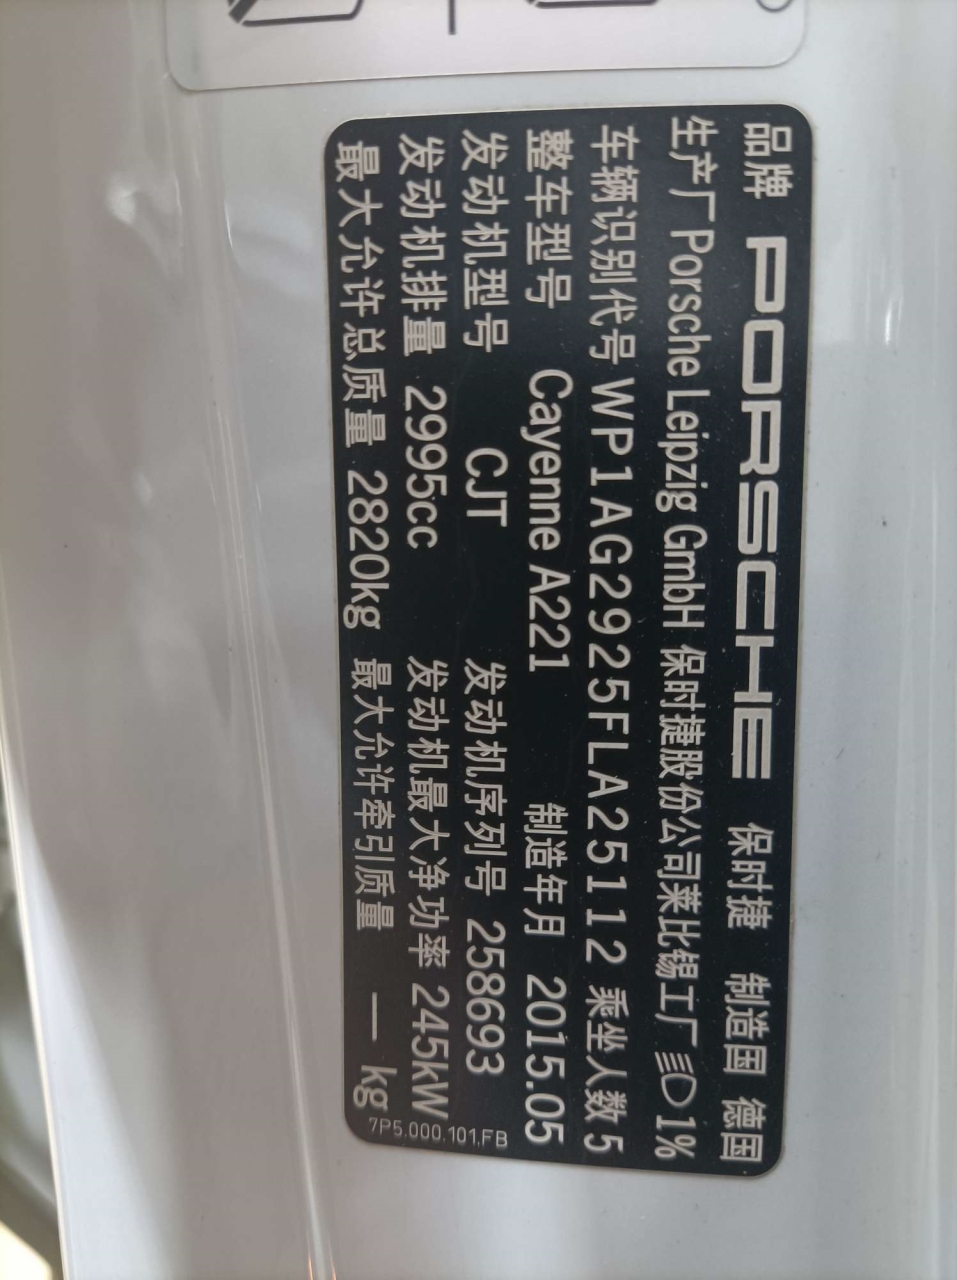 品牌 PORSCHE 保时捷 制造国 德国
生产厂 Porsche Leipzig GmbH 保时捷股份公司莱比锡工厂 1%
车辆识别代号 WP1AG2925FLA25112 乘坐人数 5
整车型号 Cayenne A221 制造年月 2015.05
发动机型号 CJT 发动机序列号 258693
发动机排量 2995cc 发动机最大净功率 245kW
最大允许总质量 2820kg 最大允许牵引质量 — kg
7P5.000.101.FB